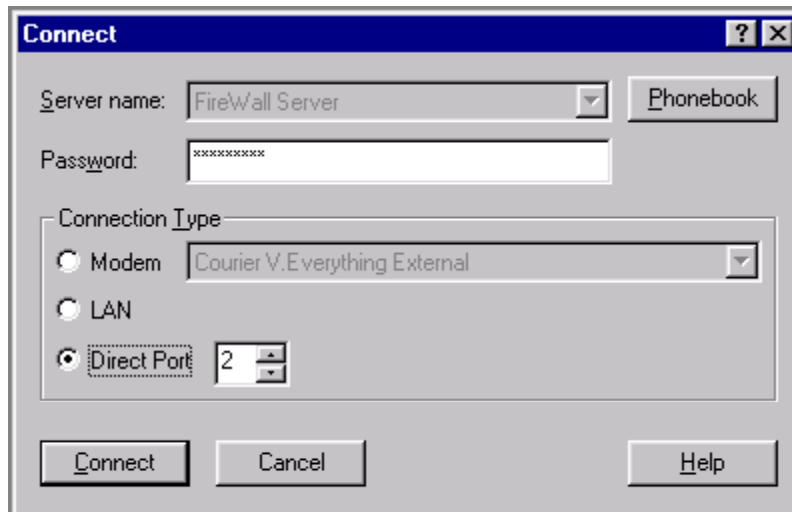 Connect
Server name: FireWall Server Phonebook
Password: *********
Connection Type
Modem Courier V.Everything External
LAN
Direct Port 2
Connect Cancel Help